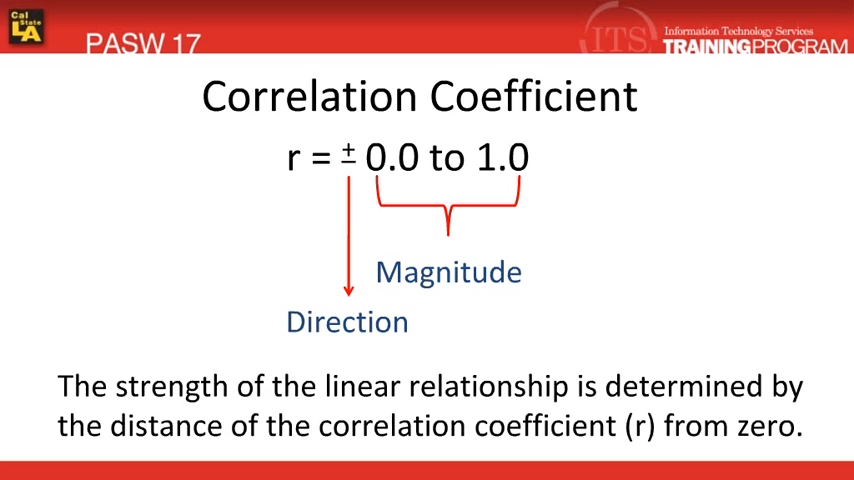 Cal
State
LA
PASW 17
ITS
Information Technology Services
TRAININGPROGRAM
Correlation Coefficient
r = ± 0.0 to 1.0
Magnitude
Direction
The strength of the linear relationship is determined by
the distance of the correlation coefficient (r) from zero.